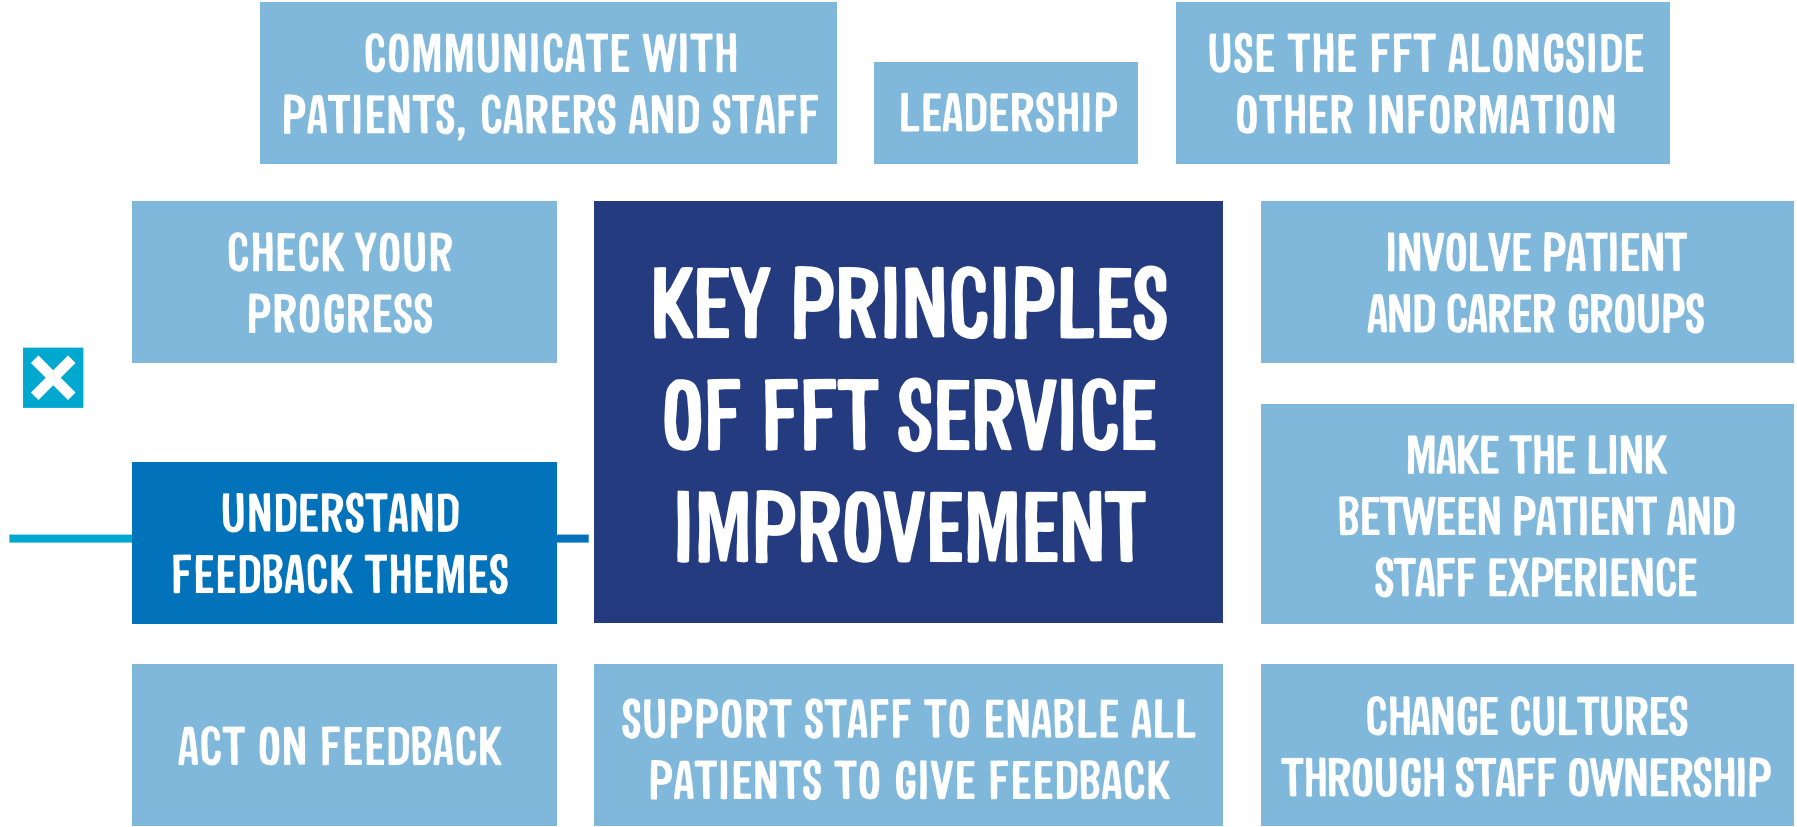 COMMUNICATE WITH
PATIENTS, CARERS AND STAFF
LEADERSHIP
USE THE FFT ALONGSIDE
OTHER INFORMATION
CHECK YOUR
PROGRESS
KEY PRINCIPLES
OF FFT SERVICE
IMPROVEMENT
INVOLVE PATIENT
AND CARER GROUPS
UNDERSTAND
FEEDBACK THEMES
MAKE THE LINK
BETWEEN PATIENT AND
STAFF EXPERIENCE
ACT ON FEEDBACK
SUPPORT STAFF TO ENABLE ALL
PATIENTS TO GIVE FEEDBACK
CHANGE CULTURES
THROUGH STAFF OWNERSHIP